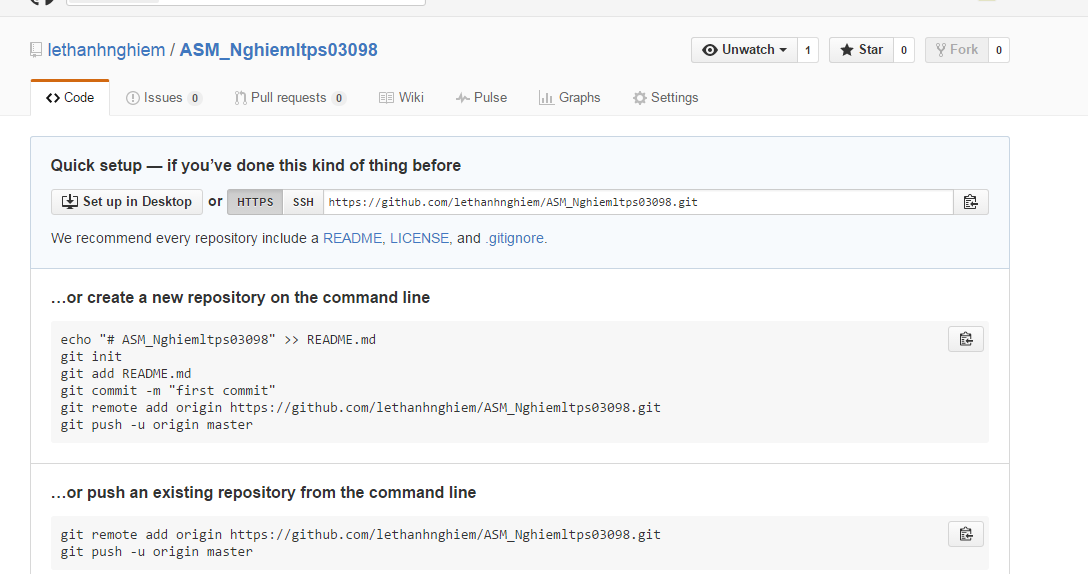 lethanhnghiem / ASM_Nghiemltps03098
Unwatch 1 Star 0 Fork 0
Code Issues 0 Pull requests 0 Wiki Pulse Graphs Settings
Quick setup — if you’ve done this kind of thing before
Set up in Desktop or HTTPS SSH https://github.com/lethanhnghiem/ASM_Nghiemltps03098.git
We recommend every repository include a README, LICENSE, and .gitignore.
…or create a new repository on the command line
echo "# ASM_Nghiemltps03098" >> README.md
git init
git add README.md
git commit -m "first commit"
git remote add origin https://github.com/lethanhnghiem/ASM_Nghiemltps03098.git
git push -u origin master
…or push an existing repository from the command line
git remote add origin https://github.com/lethanhnghiem/ASM_Nghiemltps03098.git
git push -u origin master